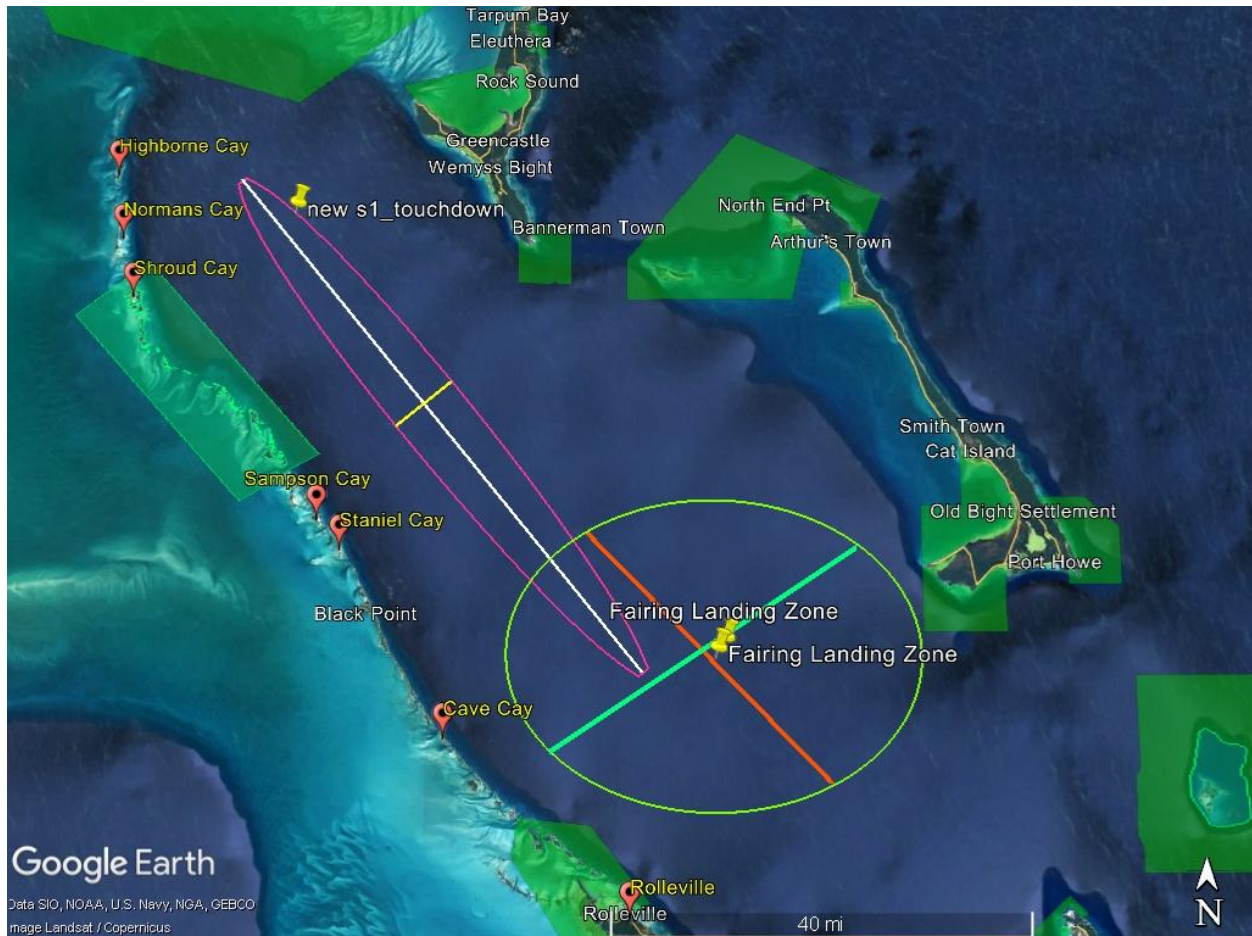 Tarpum Bay
Eleuthera
Rock Sound
Highborne Cay
Greencastle
Wemyss Bight
Normans Cay
new s1_touchdown
North End Pt
Bannerman Town
Arthur's Town
Shroud Cay
Smith Town
Cat Island
Sampson Cay
Staniel Cay
Old Bight Settlement
Port Howe
Black Point
Fairing Landing Zone
Fairing Landing Zone
Cave Cay
Google Earth
Rolleville
Data SIO, NOAA, U.S. Navy, NGA, GEBCO
Rolleville
40 mi
N
mage Landsat / Copernicus